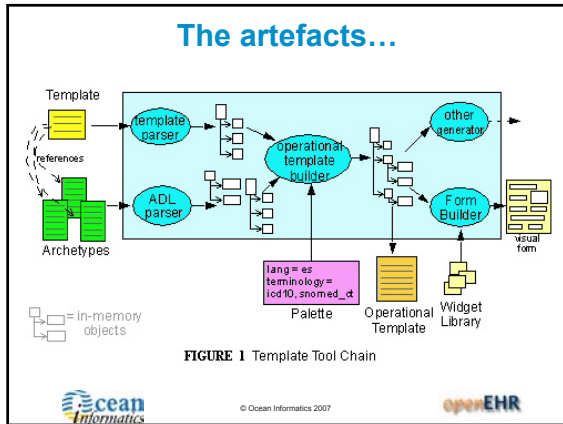 The artefacts…
Template
template
parser
references
ADL
parser
Archetypes
operational
template
builder
other
generator
Form
Builder
visual
form
lang = es
terminology =
icd10, snomed_ct
Palette
Operational
Template
Widget
Library
= in-memory
objects
FIGURE 1 Template Tool Chain
Ocean
Informatics
© Ocean Informatics 2007
openEHR